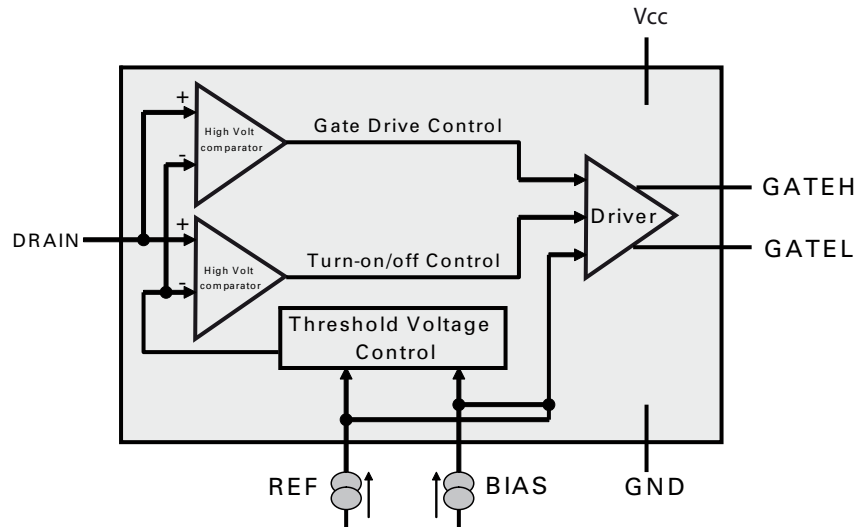 Vcc
+
High Volt
comparator
-
Gate Drive Control
GATEH
Driver
DRAIN
+
GATEL
High Volt
comparator
-
Turn-on/off Control
Threshold Voltage
Control
REF
BIAS
GND